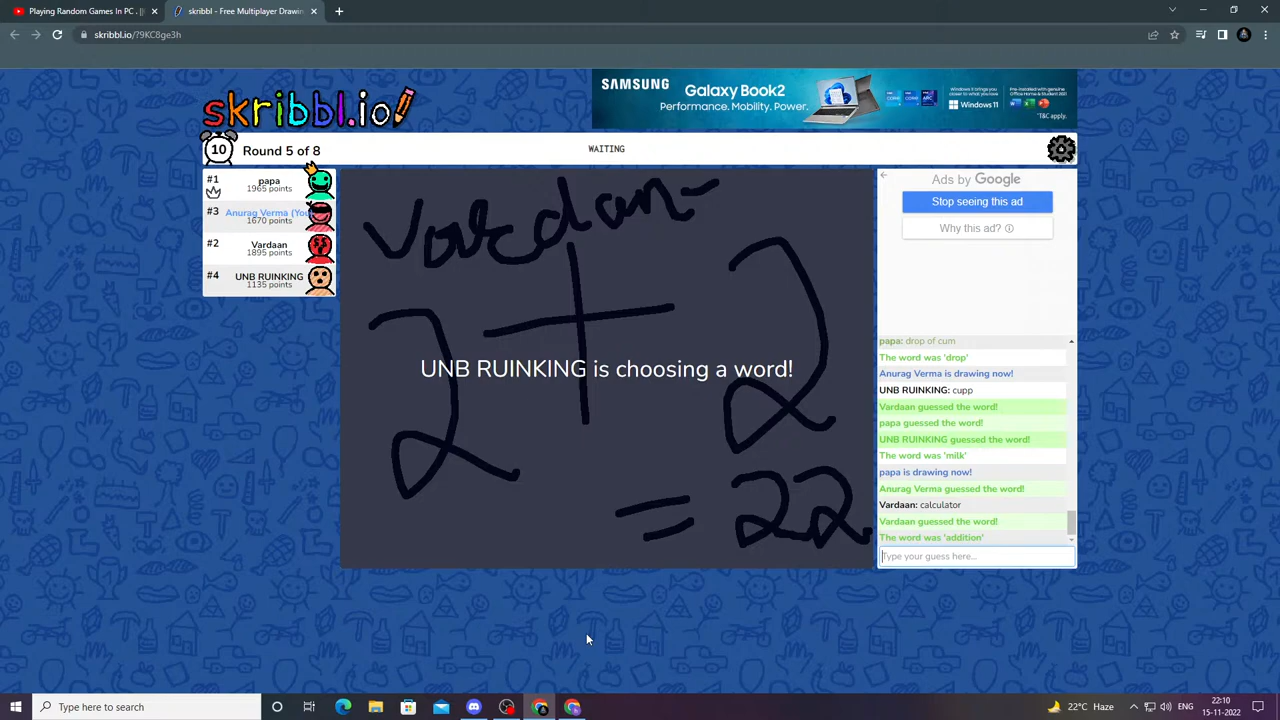 Playing Random Games In PC . ||
skribbl - Free Multiplayer Drawin
skribbl.io/?9KC8ge3h
skribbl.io
SAMSUNG
Galaxy Book2
Performance. Mobility. Power.
Windows 11
*T&C apply.
10
Round 5 of 8
WAITING
#1
papa
1965 points
#3
Anurag Verma (You
1670 points
#2
Vardaan
1895 points
#4
UNB RUINKING
1135 points
Vardan-
2 + 2
= 22
UNB RUINKING is choosing a word!
Ads by Google
Stop seeing this ad
Why this ad?
papa: drop of cum
The word was 'drop'
Anurag Verma is drawing now!
UNB RUINKING: cupp
Vardaan guessed the word!
papa guessed the word!
UNB RUINKING guessed the word!
The word was 'milk'
papa is drawing now!
Anurag Verma guessed the word!
Vardaan: calculator
Vardaan guessed the word!
The word was 'addition'
Type your guess here...
Type here to search
22°C Haze
ENG
22:10
15-11-2022